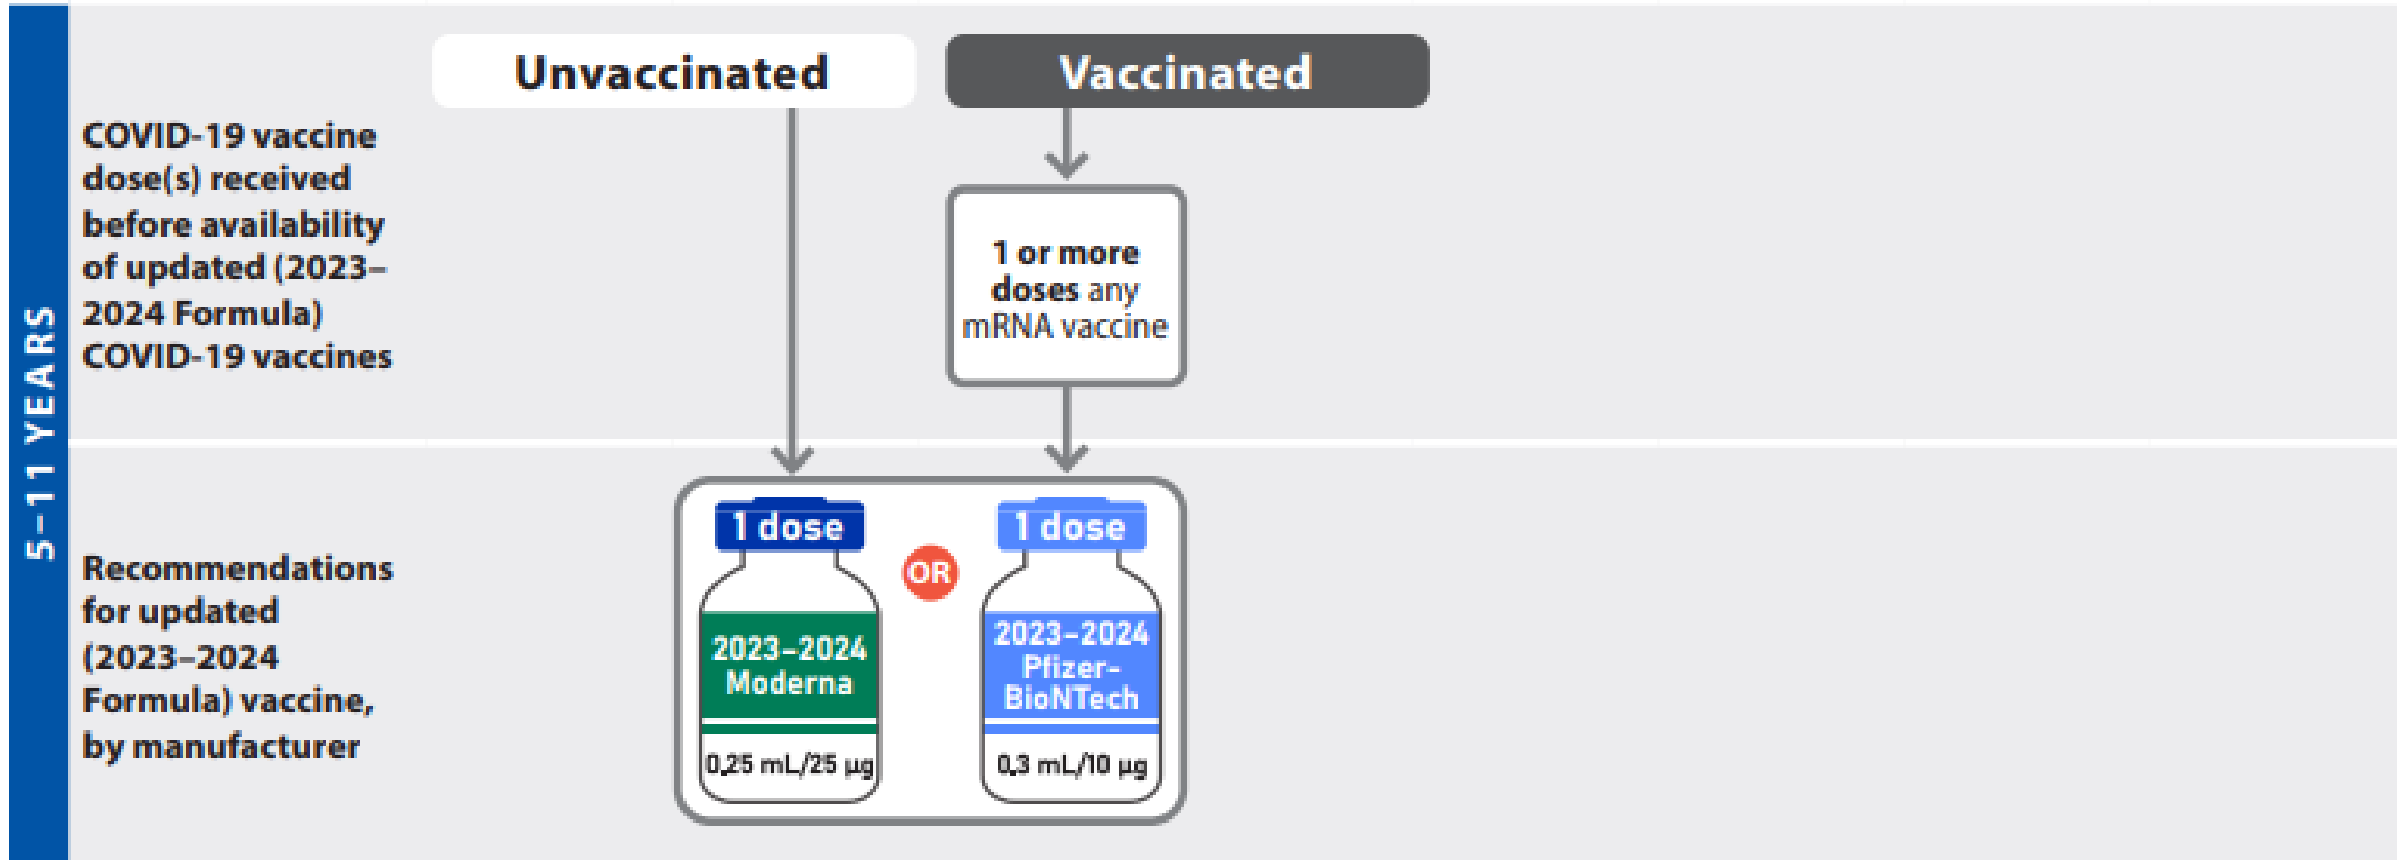 5–11 YEARS
Unvaccinated
Vaccinated
COVID-19 vaccine
dose(s) received
before availability
of updated (2023–
2024 Formula)
COVID-19 vaccines
1 or more
doses any
mRNA vaccine
Recommendations
for updated
(2023–2024
Formula) vaccine,
by manufacturer
1 dose
2023–2024
Moderna
0.25 mL/25 µg
OR
1 dose
2023–2024
Pfizer-
BioNTech
0.3 mL/10 µg